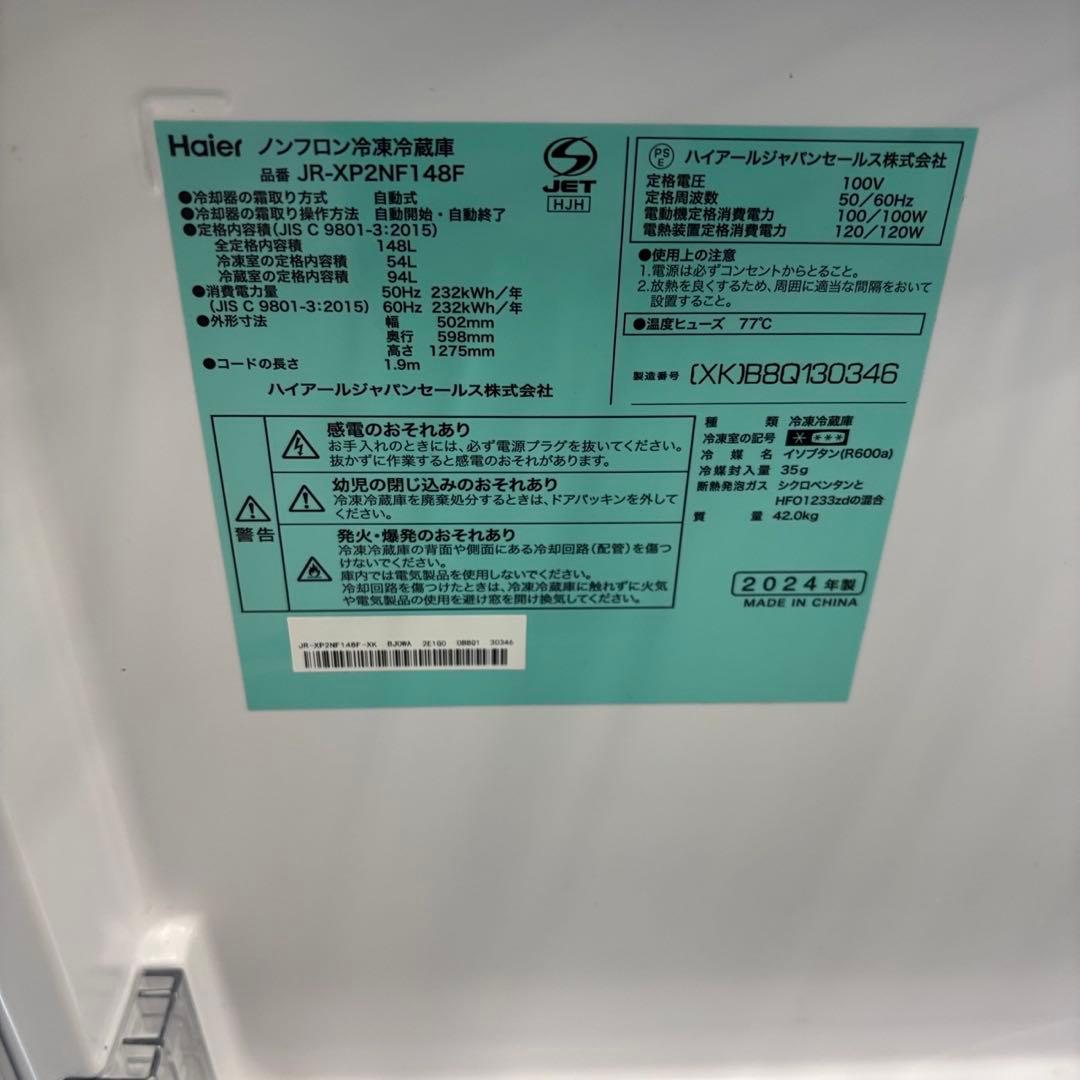 Haier ノンフロン冷凍冷蔵庫
品番 JR-XP2NF148F
●冷却器の霜取り方式 自動式
●冷却器の霜取り操作方法 自動開始・自動終了
●定格内容積(JIS C 9801-3:2015)
全定格内容積 148L
冷凍室の定格内容積 54L
冷蔵室の定格内容積 94L
●消費電力量 50Hz 232kWh/年
(JIS C 9801-3:2015) 60Hz 232kWh/年
●外形寸法 幅 502mm
奥行 598mm
高さ 1275mm
●コードの長さ 1.9m
ハイアールジャパンセールス株式会社
S
JET
HJH
PS
E
ハイアールジャパンセールス株式会社
定格電圧 100V
定格周波数 50/60Hz
電動機定格消費電力 100/100W
電熱装置定格消費電力 120/120W
●使用上の注意
1.電源は必ずコンセントからとること。
2.放熱を良くするため、周囲に適当な間隔をおいて
設置すること。
●温度ヒューズ 77℃
製造番号 (XK)B8Q130346
警告
感電のおそれあり
お手入れのときには、必ず電源プラグを抜いてください。
抜かずに作業すると感電のおそれがあります。
幼児の閉じ込みのおそれあり
冷凍冷蔵庫を廃棄処分するときは、ドアパッキンを外して
ください。
発火・爆発のおそれあり
冷凍冷蔵庫の背面や側面にある冷却回路(配管)を傷つ
けないでください。
庫内では電気製品を使用しないでください。
冷却回路を傷つけたときは、冷凍冷蔵庫に触れずに火気
や電気製品の使用を避け窓を開け換気してください。
種類 冷凍冷蔵庫
冷凍室の記号 ****
冷媒名 イソブタン(R600a)
冷媒封入量 35g
断熱発泡ガス シクロペンタンと
HFO1233zdの混合
質量 42.0kg
2024年製
MADE IN CHINA
JR-XP2NF148F-XK BJ0WA 2E1G0 0B8Q1 30346